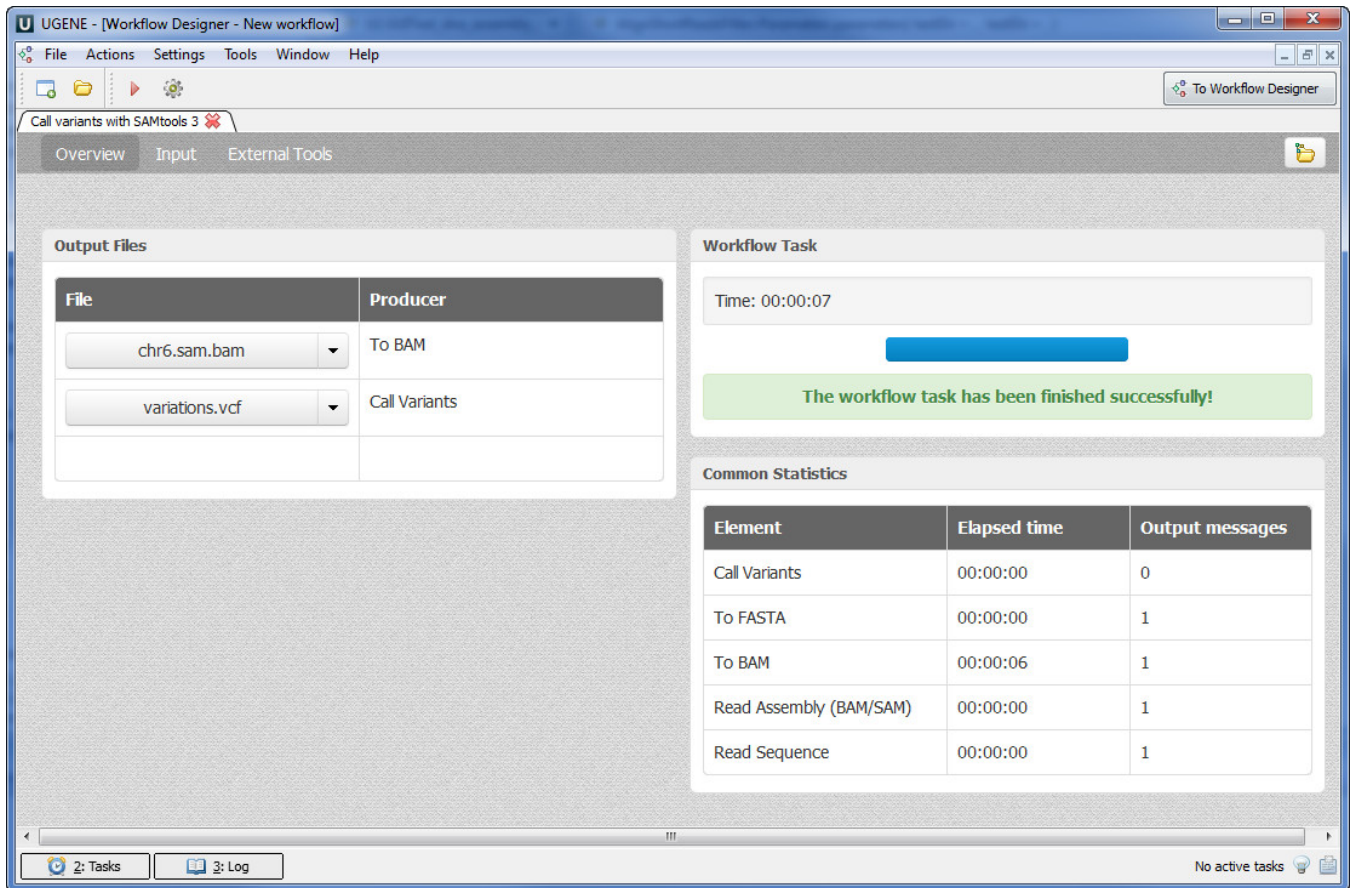 UGENE - [Workflow Designer - New workflow]
File Actions Settings Tools Window Help
To Workflow Designer
Call variants with SAMtools 3
Overview Input External Tools
Output Files
File Producer
chr6.sam.bam To BAM
variations.vcf Call Variants
Workflow Task
Time: 00:00:07
The workflow task has been finished successfully!
Common Statistics
Element Elapsed time Output messages
Call Variants 00:00:00 0
To FASTA 00:00:00 1
To BAM 00:00:06 1
Read Assembly (BAM/SAM) 00:00:00 1
Read Sequence 00:00:00 1
2: Tasks 3: Log No active tasks